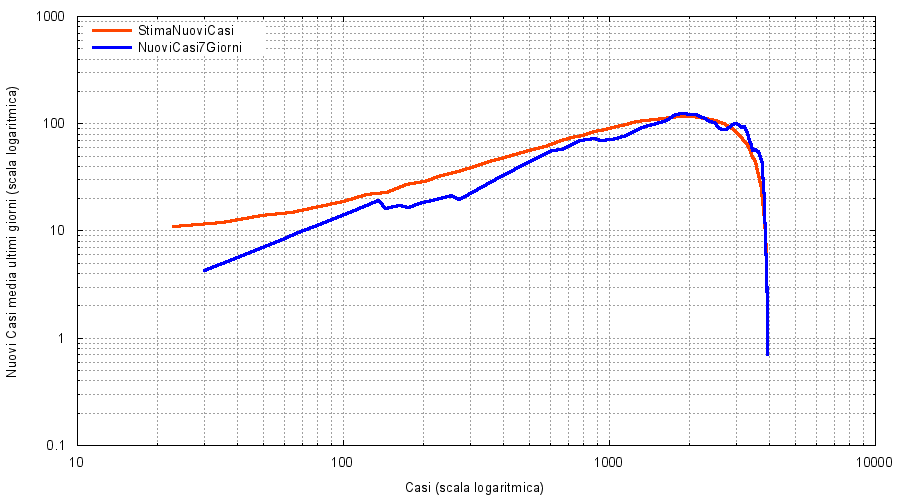 1000
StimaNuoviCasi
NuoviCasi7Giorni
100
10
1
0.1
Nuovi Casi media ultimi giorni (scala logaritmica)
10
100
1000
10000
Casi (scala logaritmica)